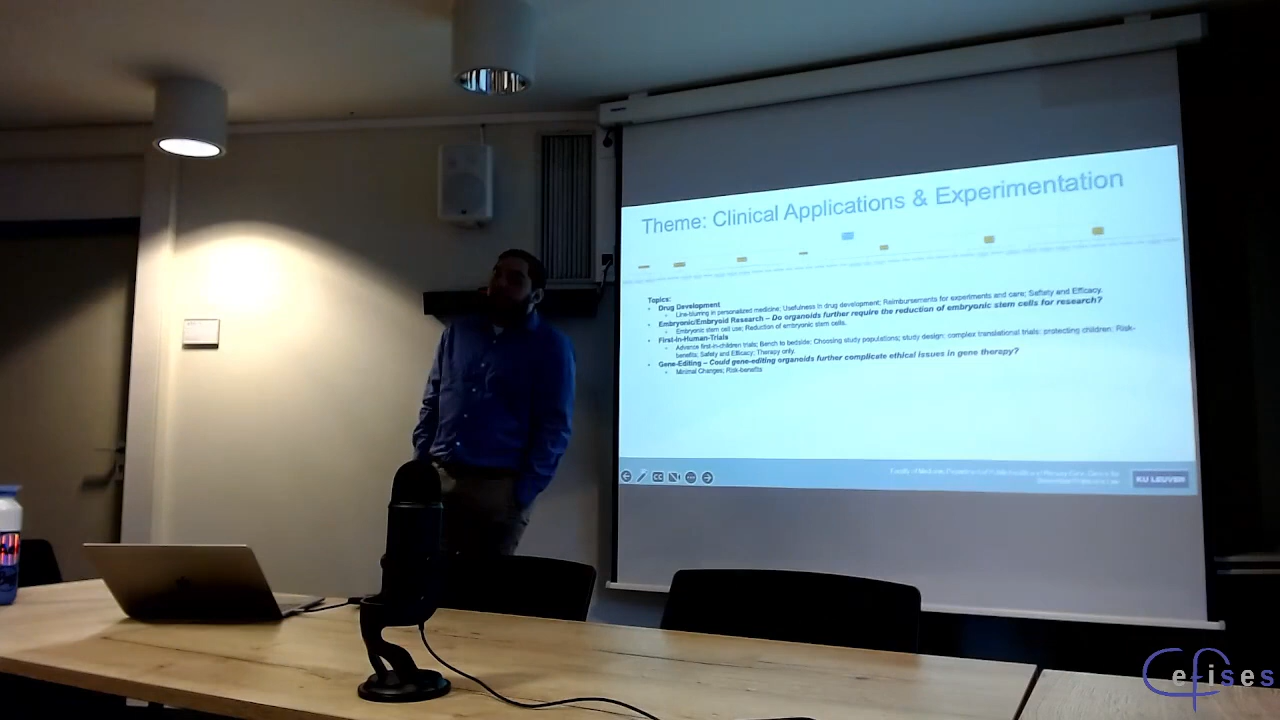 Theme: Clinical Applications & Experimentation
Topics:
• Drug Development
• Line-blurring in personalized medicine; Usefulness in drug development; Reimbursements for experiments and care; Saftety and Efficacy.
• Embryonic/Embryoid Research – Do organoids further require the reduction of embryonic stem cells for research?
• Embryonic stem cell use; Reduction of embryonic stem cells.
• First-In-Human-Trials
• Advance first-in-children trials; Bench to bedside: Choosing study populations; study design; complex translational trials: protecting children: Risk-
benefits; Safety and Efficacy; Therapy only.
• Gene-Editing – Could gene-editing organoids further complicate ethical issues in gene therapy?
• Minimal Changes; Risk-benefits
CC
KU LEUVEN
Cefises